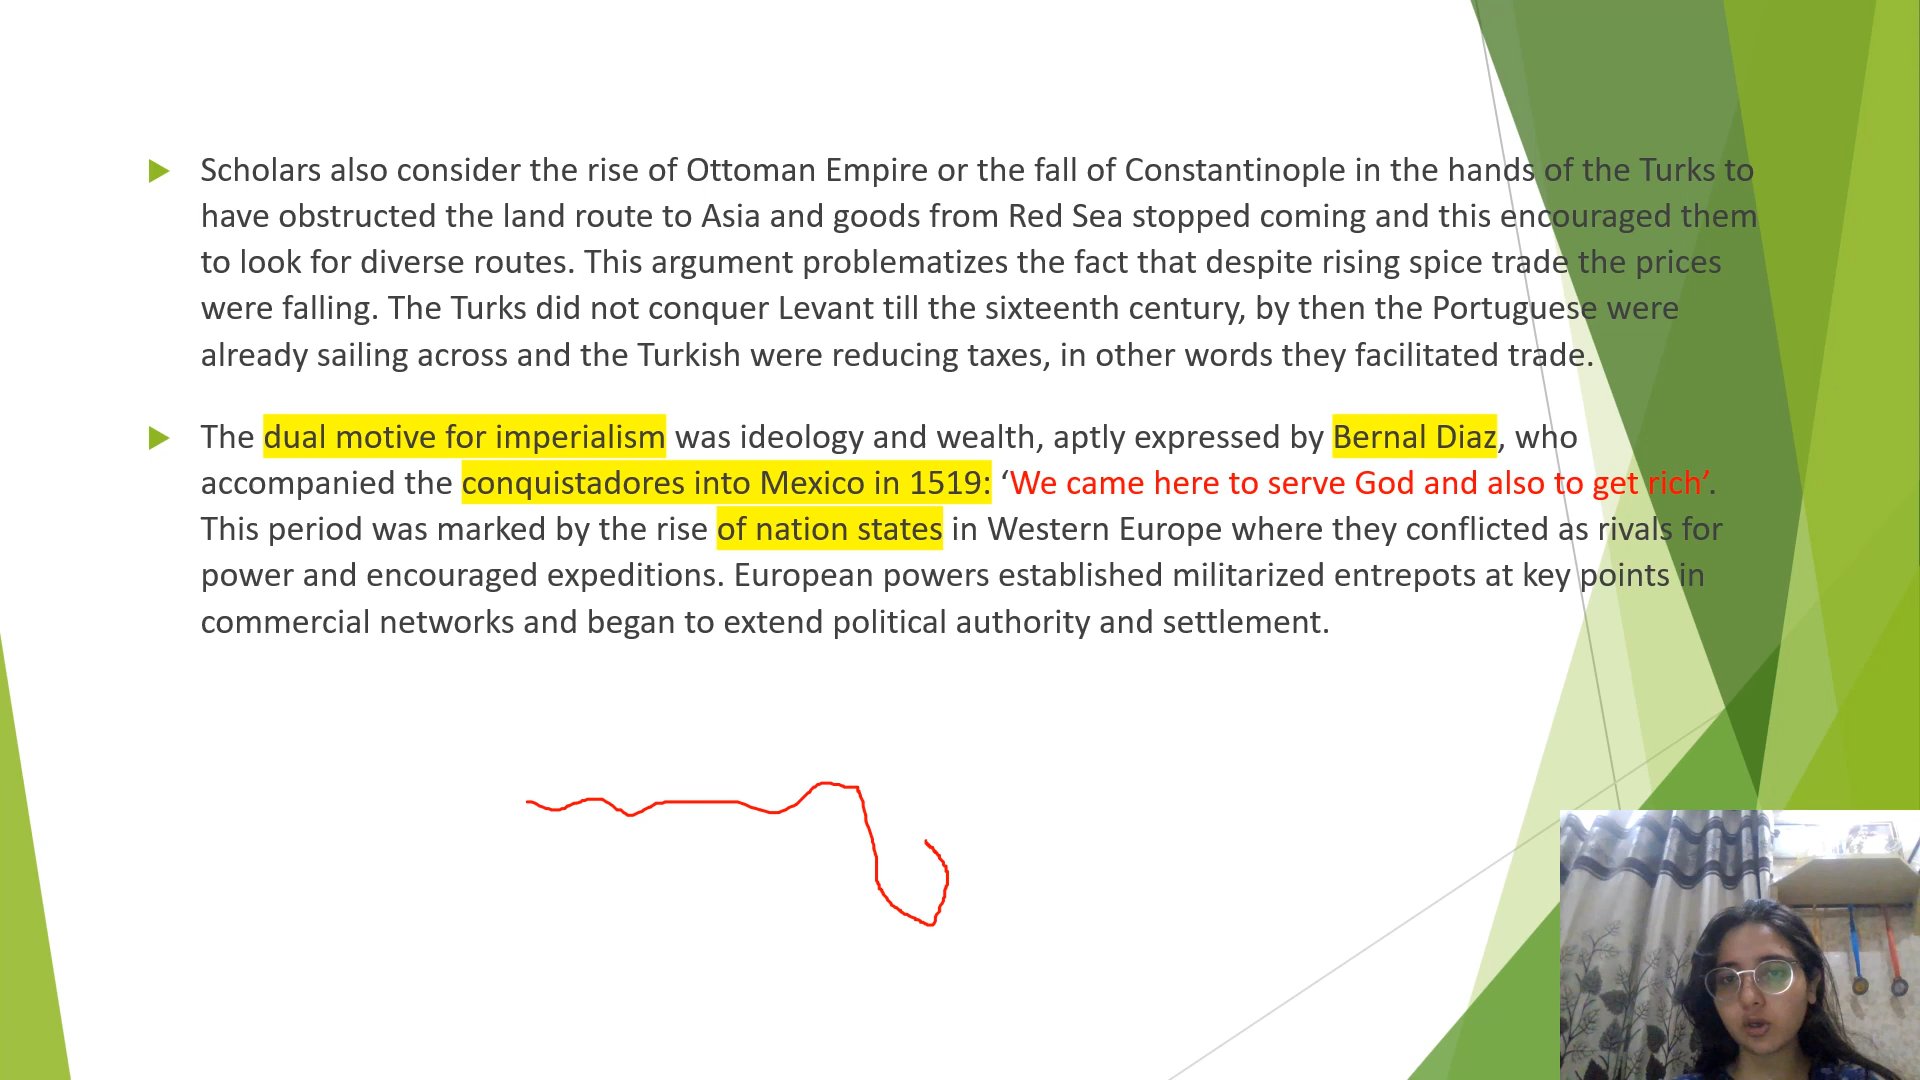 Scholars also consider the rise of Ottoman Empire or the fall of Constantinople in the hands of the Turks to
have obstructed the land route to Asia and goods from Red Sea stopped coming and this encouraged them
to look for diverse routes. This argument problematizes the fact that despite rising spice trade the prices
were falling. The Turks did not conquer Levant till the sixteenth century, by then the Portuguese were
already sailing across and the Turkish were reducing taxes, in other words they facilitated trade.
The dual motive for imperialism was ideology and wealth, aptly expressed by Bernal Diaz, who
accompanied the conquistadores into Mexico in 1519: ‘We came here to serve God and also to get rich’.
This period was marked by the rise of nation states in Western Europe where they conflicted as rivals for
power and encouraged expeditions. European powers established militarized entrepots at key points in
commercial networks and began to extend political authority and settlement.